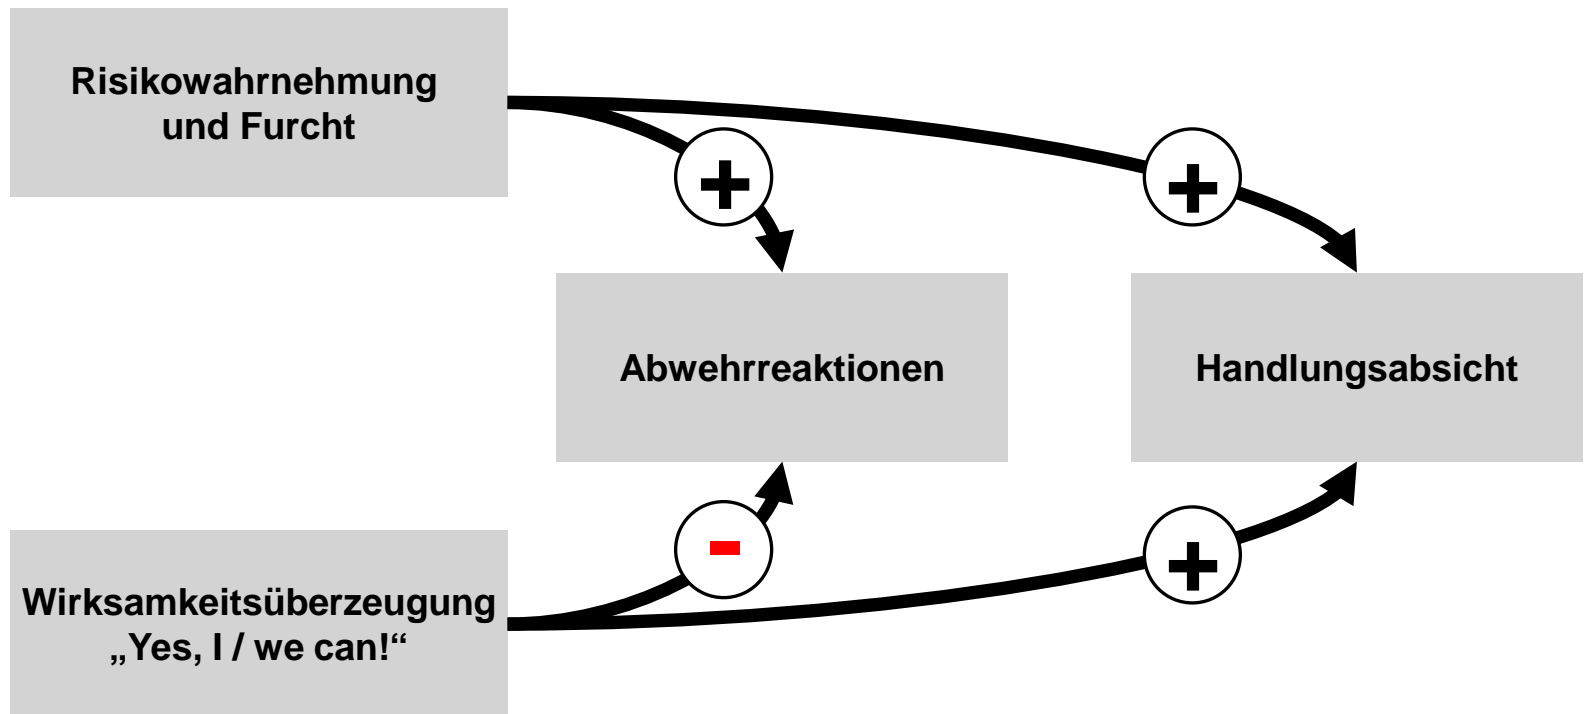 Risikowahrnehmung
und Furcht
+
+
Abwehrreaktionen
Handlungsabsicht
-
+
Wirksamkeitsüberzeugung
„Yes, I / we can!“